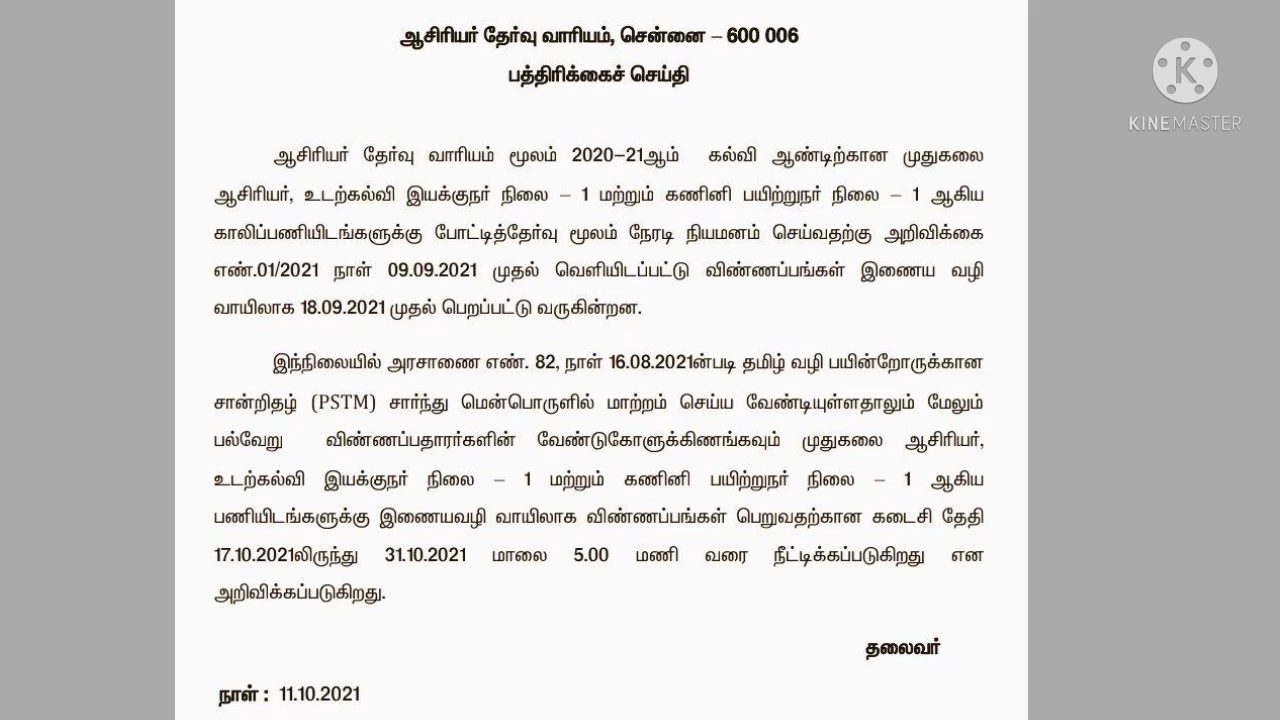 ஆசிரியர் தேர்வு வாரியம், சென்னை – 600 006
பத்திரிக்கைச் செய்தி
ஆசிரியர் தேர்வு வாரியம் மூலம் 2020–21ஆம் கல்வி ஆண்டிற்கான முதுகலை
ஆசிரியர், உடற்கல்வி இயக்குநர் நிலை – 1 மற்றும் கணினி பயிற்றுநர் நிலை – 1 ஆகிய
காலிப்பணியிடங்களுக்கு போட்டித்தேர்வு மூலம் நேரடி நியமனம் செய்வதற்கு அறிவிக்கை
எண்.01/2021 நாள் 09.09.2021 முதல் வெளியிடப்பட்டு விண்ணப்பங்கள் இணைய வழி
வாயிலாக 18.09.2021 முதல் பெறப்பட்டு வருகின்றன.
இந்நிலையில் அரசாணை எண். 82, நாள் 16.08.2021ன்படி தமிழ் வழி பயின்றோருக்கான
சான்றிதழ் (PSTM) சார்ந்து மென்பொருளில் மாற்றம் செய்ய வேண்டியுள்ளதாலும் மேலும்
பல்வேறு விண்ணப்பதாரர்களின் வேண்டுகோளுக்கிணங்கவும் முதுகலை ஆசிரியர்,
உடற்கல்வி இயக்குநர் நிலை – 1 மற்றும் கணினி பயிற்றுநர் நிலை – 1 ஆகிய
பணியிடங்களுக்கு இணையவழி வாயிலாக விண்ணப்பங்கள் பெறுவதற்கான கடைசி தேதி
17.10.2021லிருந்து 31.10.2021 மாலை 5.00 மணி வரை நீட்டிக்கப்படுகிறது என
அறிவிக்கப்படுகிறது.
தலைவர்
நாள் : 11.10.2021
K
KINEMASTER